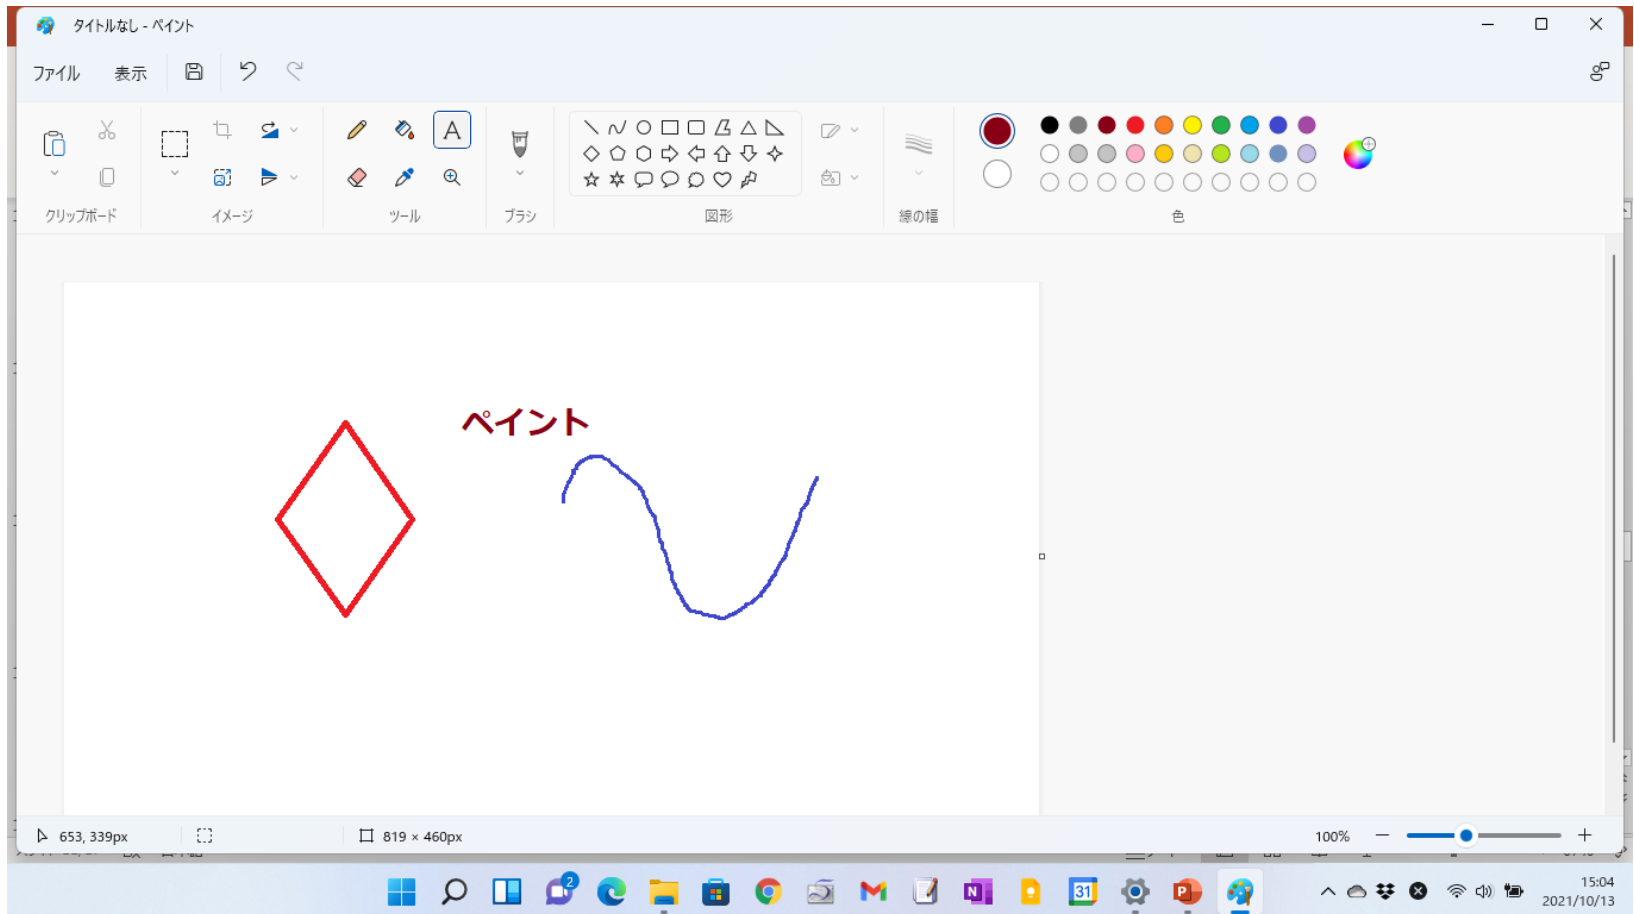 タイトルなし - ペイント
ファイル 表示
A
クリップボード イメージ ツール ブラシ 図形 線の幅 色
ペイント
653, 339px 819 × 460px 100%
2
N 31 P
15:04
2021/10/13